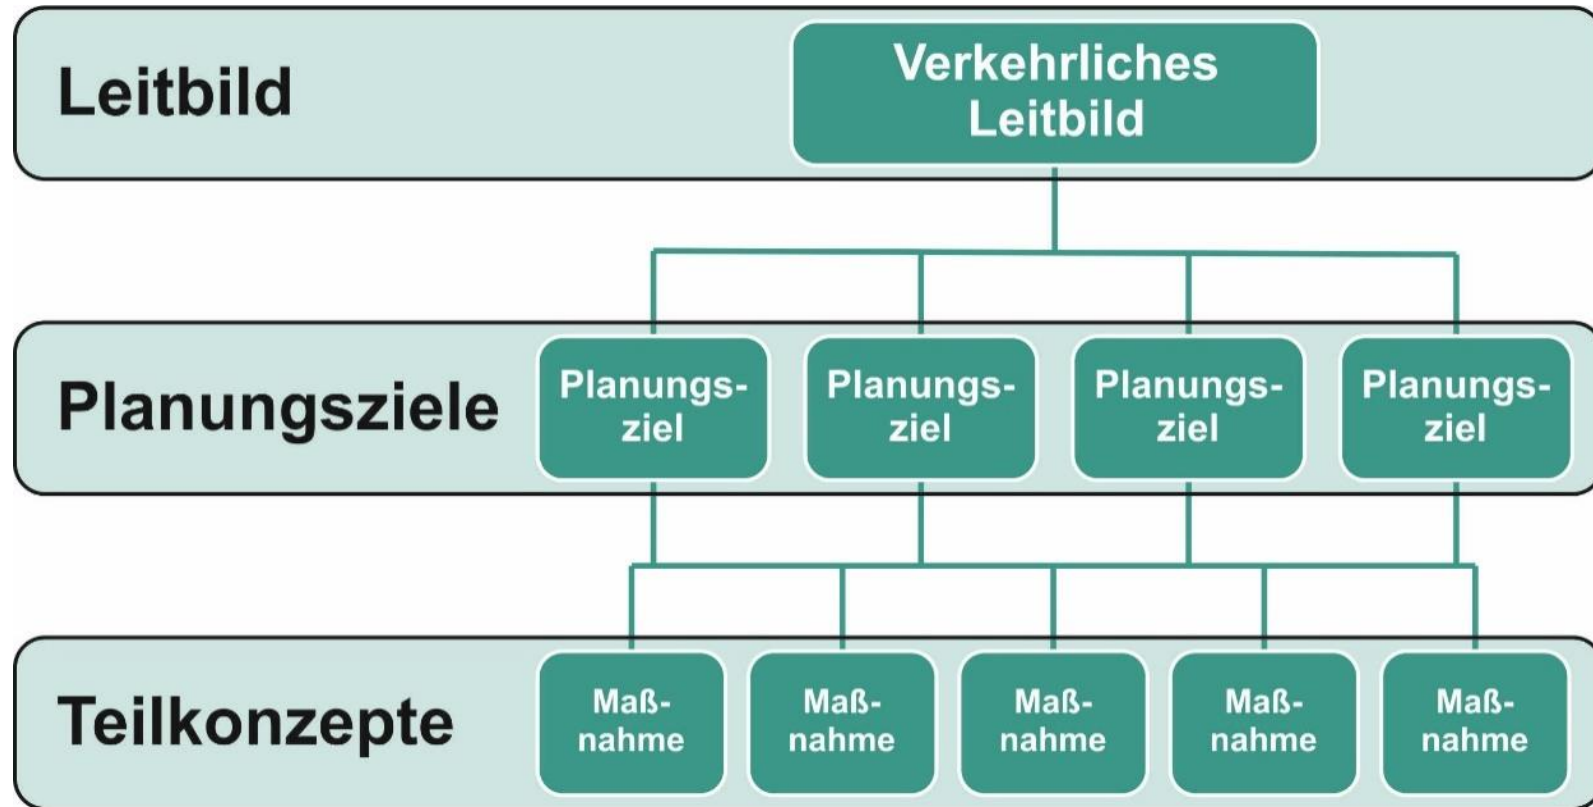 Leitbild
Verkehrliches
Leitbild
Planungsziele
Planungs-
ziel
Planungs-
ziel
Planungs-
ziel
Planungs-
ziel
Teilkonzepte
Maß-
nahme
Maß-
nahme
Maß-
nahme
Maß-
nahme
Maß-
nahme